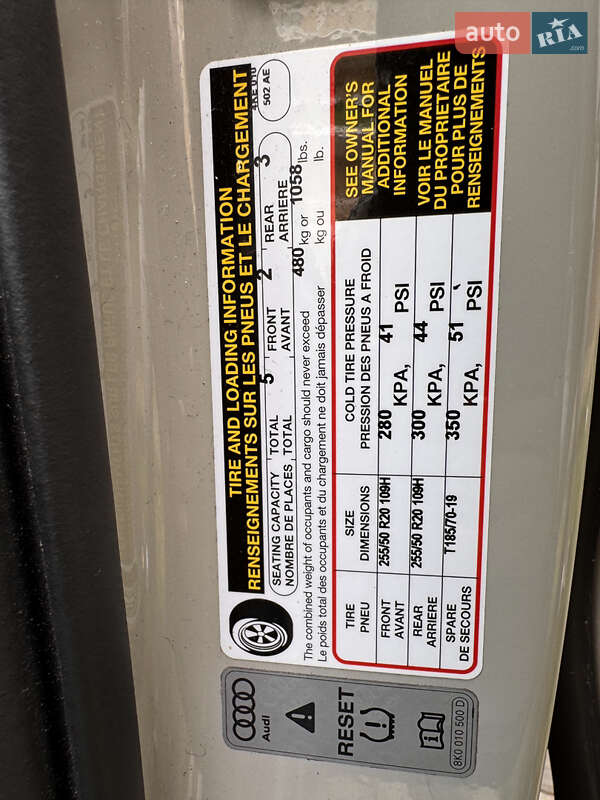 auto RIA .com
TIRE AND LOADING INFORMATION
RENSEIGNEMENTS SUR LES PNEUS ET LE CHARGEMENT
4KE 010
502 AE
SEATING CAPACITY TOTAL 5 FRONT 2 REAR 3
NOMBRE DE PLACES TOTAL AVANT ARRIERE
The combined weight of occupants and cargo should never exceed 480 kg or 1058 lbs.
Le poids total des occupants et du chargement ne doit jamais dépasser kg ou lb.
TIRE SIZE COLD TIRE PRESSURE
PNEU DIMENSIONS PRESSION DES PNEUS A FROID
FRONT AVANT 255/50 R20 109H 280 KPA, 41 PSI
REAR ARRIERE 255/50 R20 109H 300 KPA, 44 PSI
SPARE DE SECOURS T185/70-19 350 KPA, 51 PSI
SEE OWNER'S
MANUAL FOR
ADDITIONAL
INFORMATION
VOIR LE MANUEL
DU PROPRIETAIRE
POUR PLUS DE
RENSEIGNEMENTS
Audi
RESET
8K0 010 500 D